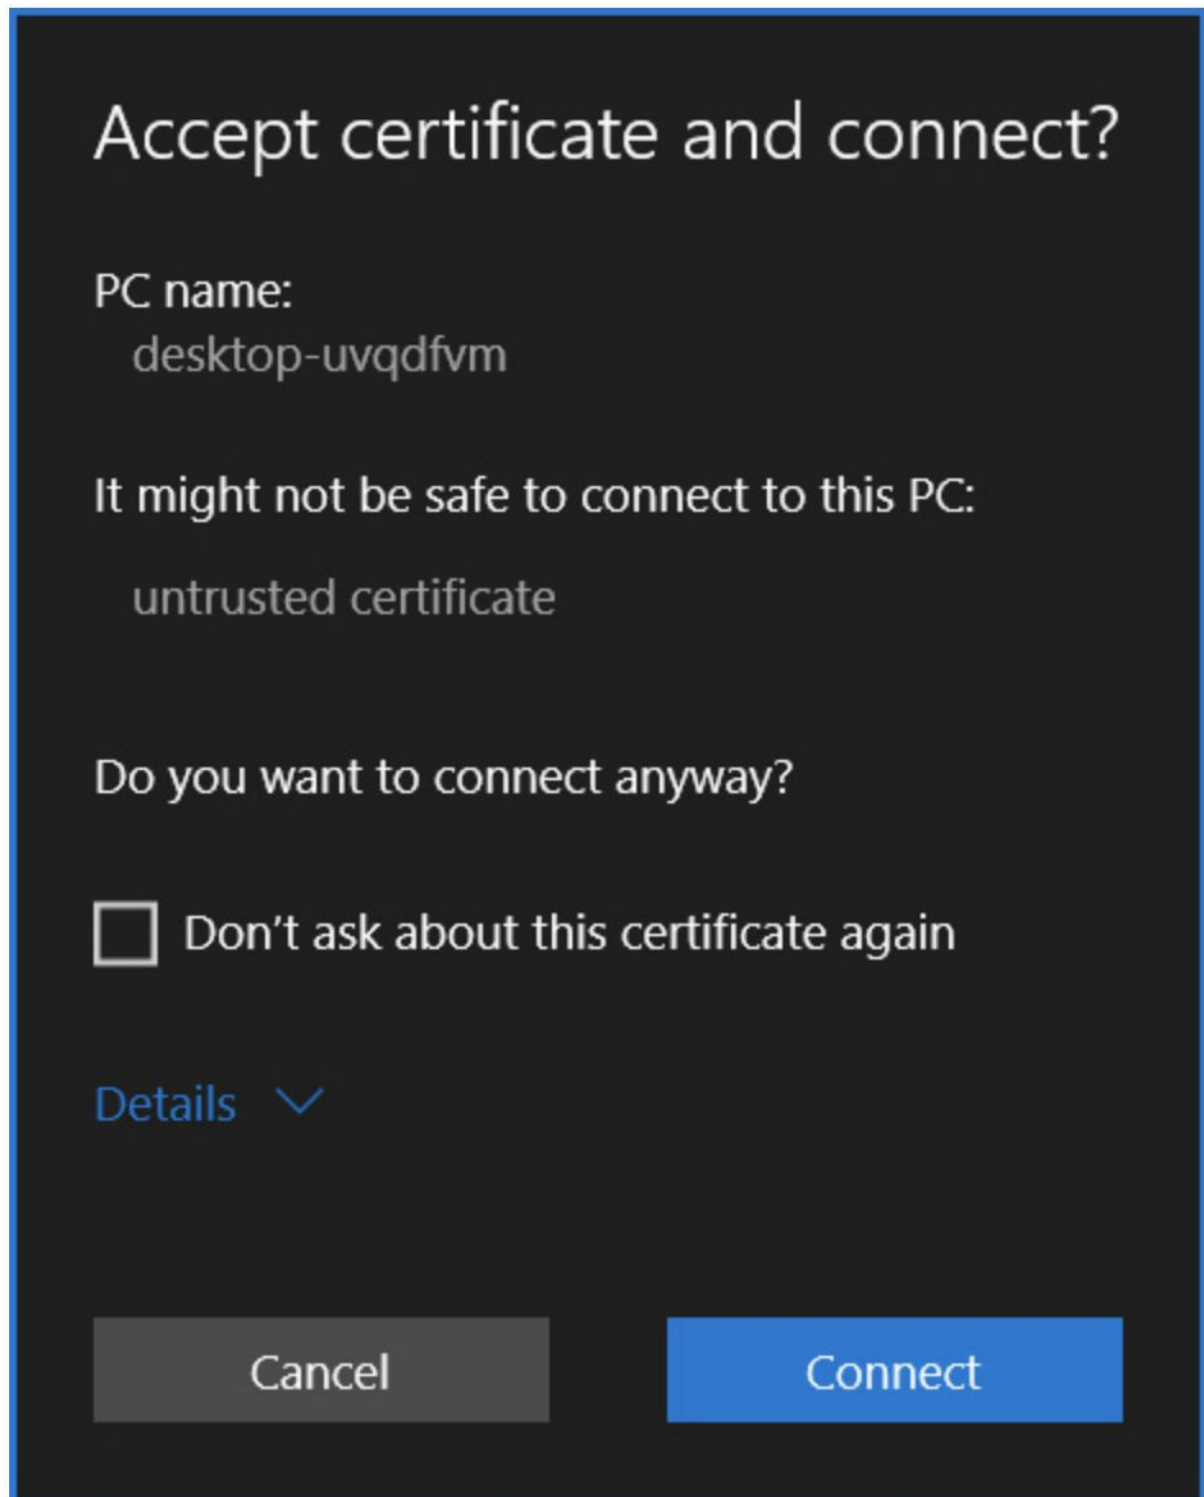 Accept certificate and connect?
PC name:
desktop-uvqdfvm
It might not be safe to connect to this PC:
untrusted certificate
Do you want to connect anyway?
Don't ask about this certificate again
Details
Cancel
Connect